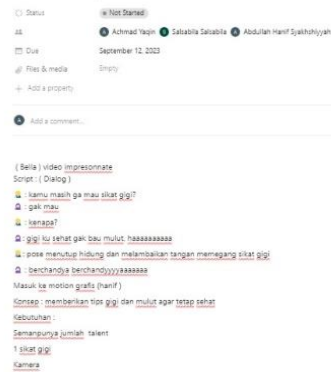 Status Not Started
Achmad Yaqin Salsabila Salsabila Abdullah Hanif Syakhshiyyah
Due September 12, 2023
Files & media Empty
+ Add a property
Add a comment...
( Bella ) video impresonnate
Script : ( Dialog )
: kamu masih ga mau sikat gigi?
: gak mau
: kenapa?
: gigi ku sehat gak bau mulut, haaaaaaaaaa
: pose menutup hidung dan melambaikan tangan memegang sikat gigi
: berchandya berchandyyyyaaaaaaa
Masuk ke motion grafis (hanif )
Konsep : memberikan tips gigi dan mulut agar tetap sehat
Kebutuhan :
Semanpunya jumlah talent
1 sikat gigi
Kamera